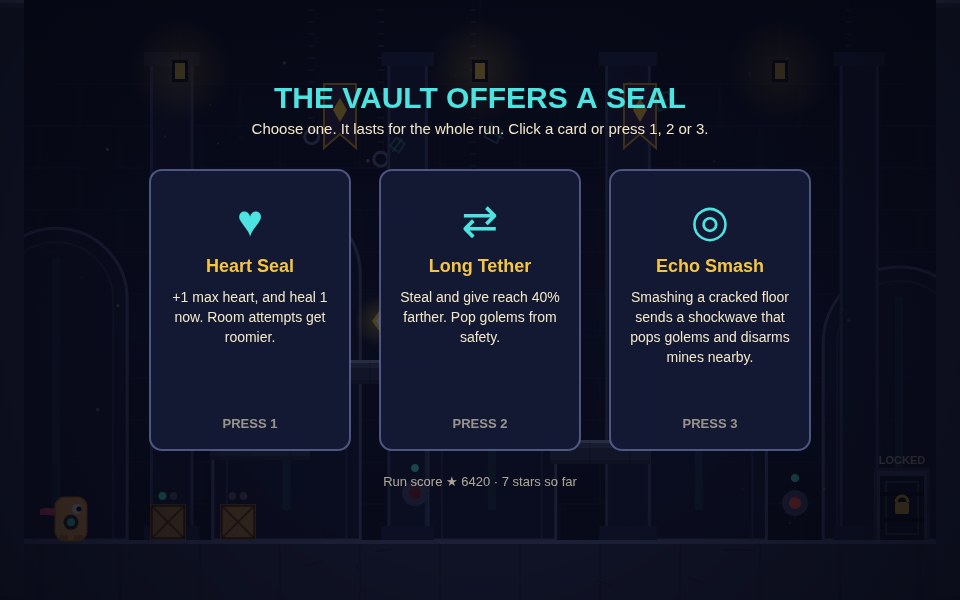 THE VAULT OFFERS A SEAL
Choose one. It lasts for the whole run. Click a card or press 1, 2 or 3.
Heart Seal
+1 max heart, and heal 1
now. Room attempts get
roomier.
PRESS 1
Long Tether
Steal and give reach 40%
farther. Pop golems from
safety.
PRESS 2
Echo Smash
Smashing a cracked floor
sends a shockwave that
pops golems and disarms
mines nearby.
PRESS 3
LOCKED
Run score ★ 6420 · 7 stars so far